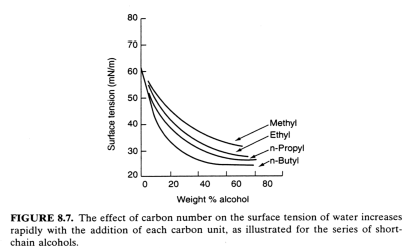 80
70
60
50
40
30
20
Surface tension (mN/m)
Methyl
Ethyl
n-Propyl
n-Butyl
0 20 40 60 80 100
Weight % alcohol
FIGURE 8.7. The effect of carbon number on the surface tension of water increases
rapidly with the addition of each carbon unit, as illustrated for the series of short-
chain alcohols.